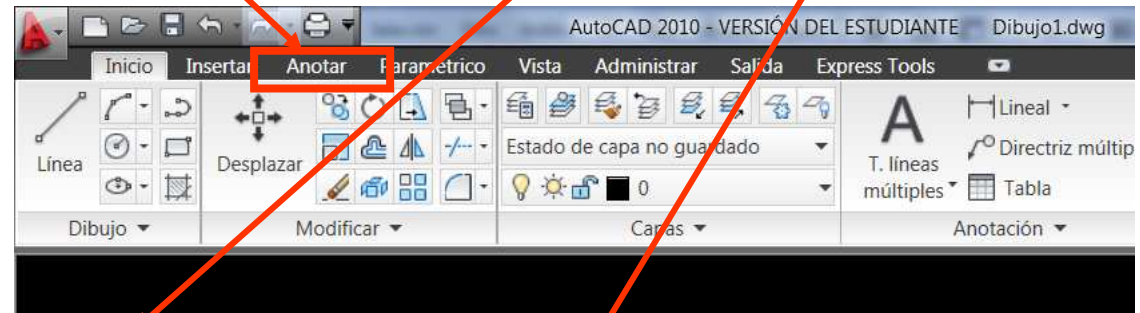 AutoCAD 2010 - VERSIÓN DEL ESTUDIANTE Dibujo1.dwg
Inicio Insertar Anotar Paramétrico Vista Administrar Salida Express Tools
Línea Desplazar Estado de capa no guardado A T. líneas múltiples Lineal
Directriz múltip
0 Tabla
Dibujo Modificar Capas Anotación